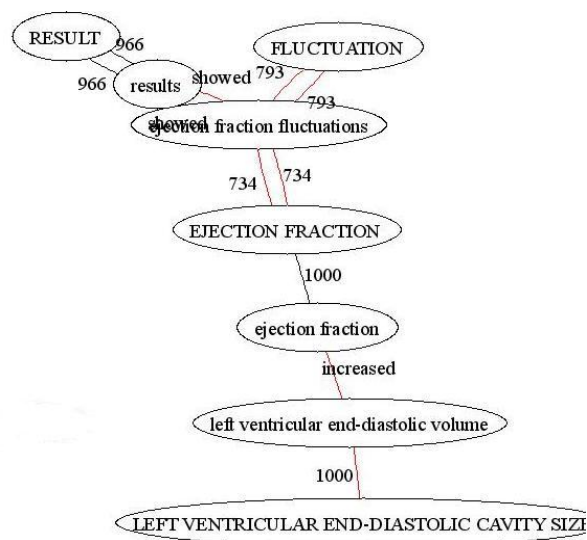 RESULT
966
FLUCTUATION
966
results
showed
793
793
showed
ejection fraction fluctuations
734
734
EJECTION FRACTION
1000
ejection fraction
increased
left ventricular end-diastolic volume
1000
LEFT VENTRICULAR END-DIASTOLIC CAVITY SIZE